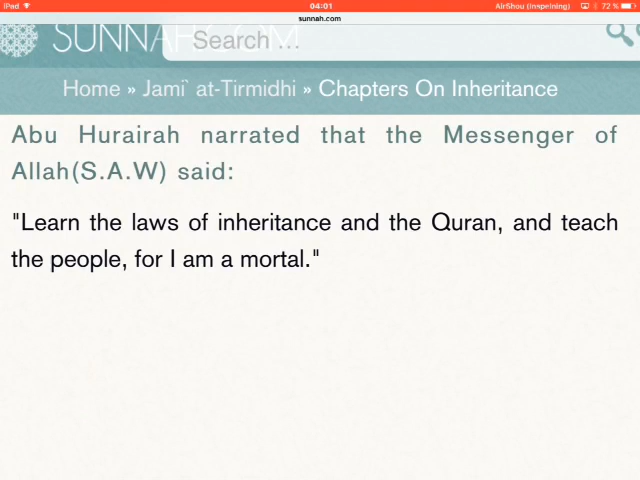 iPad 04:01 AirShou (insprining) 72 %
sunnah.com
SUNNAH.COM Search ...
Home » Jami` at-Tirmidhi » Chapters On Inheritance
Abu Hurairah narrated that the Messenger of
Allah(S.A.W) said:
"Learn the laws of inheritance and the Quran, and teach
the people, for I am a mortal."